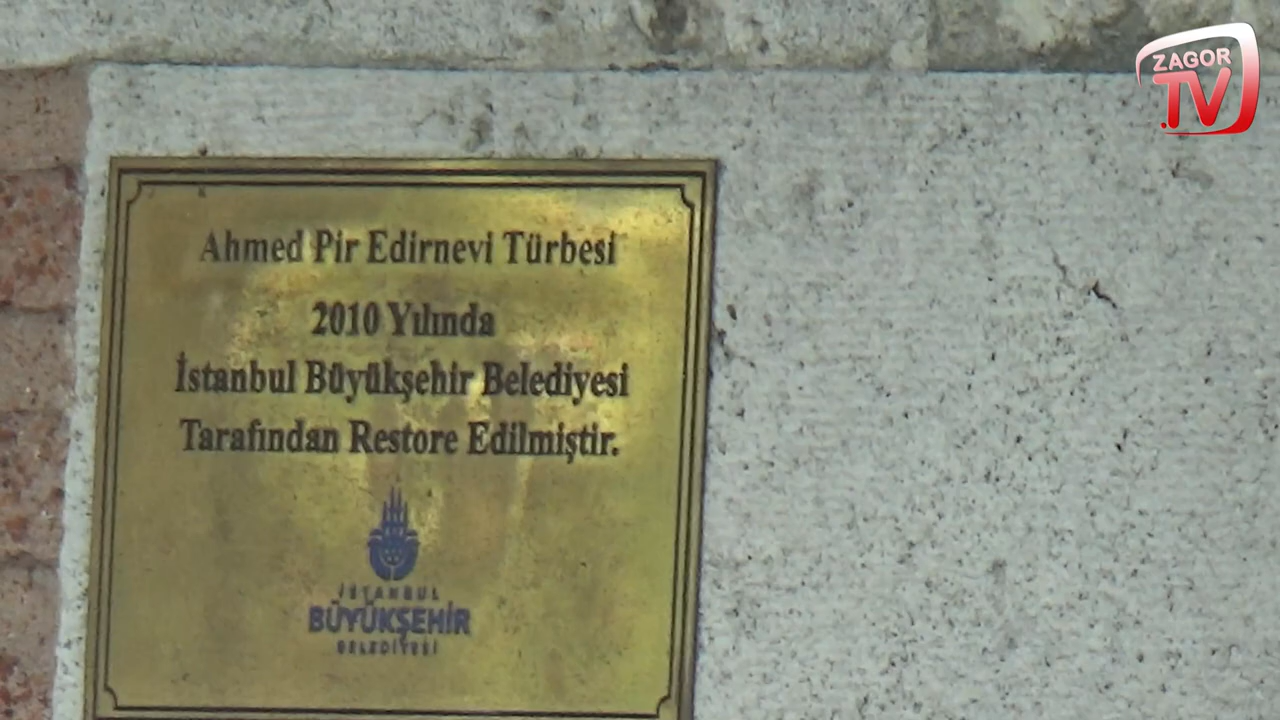 ZAGOR
TV
Ahmed Pir Edirnevi Türbesi
2010 Yılında
İstanbul Büyükşehir Belediyesi
Tarafından Restore Edilmiştir.
İSTANBUL
BÜYÜKŞEHİR
BELEDİYESİ